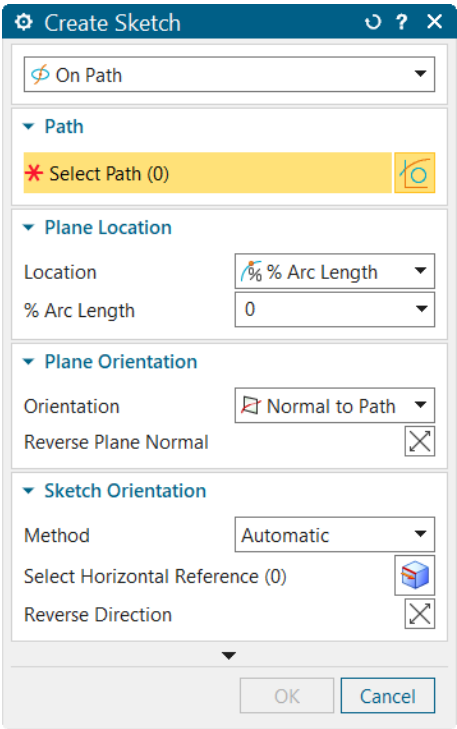 Create Sketch ?
On Path
Path
* Select Path (0)
Plane Location
Location % % Arc Length
% Arc Length 0
Plane Orientation
Orientation Normal to Path
Reverse Plane Normal
Sketch Orientation
Method Automatic
Select Horizontal Reference (0)
Reverse Direction
OK Cancel